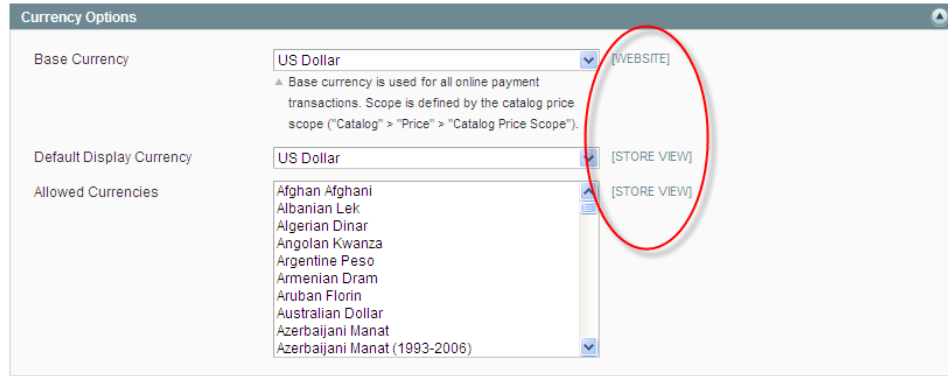 Currency Options
Base Currency US Dollar [WEBSITE]
▲ Base currency is used for all online payment
transactions. Scope is defined by the catalog price
scope ("Catalog" > "Price" > "Catalog Price Scope").
Default Display Currency US Dollar [STORE VIEW]
Allowed Currencies Afghan Afghani [STORE VIEW]
Albanian Lek
Algerian Dinar
Angolan Kwanza
Argentine Peso
Armenian Dram
Aruban Florin
Australian Dollar
Azerbaijani Manat
Azerbaijani Manat (1993-2006)